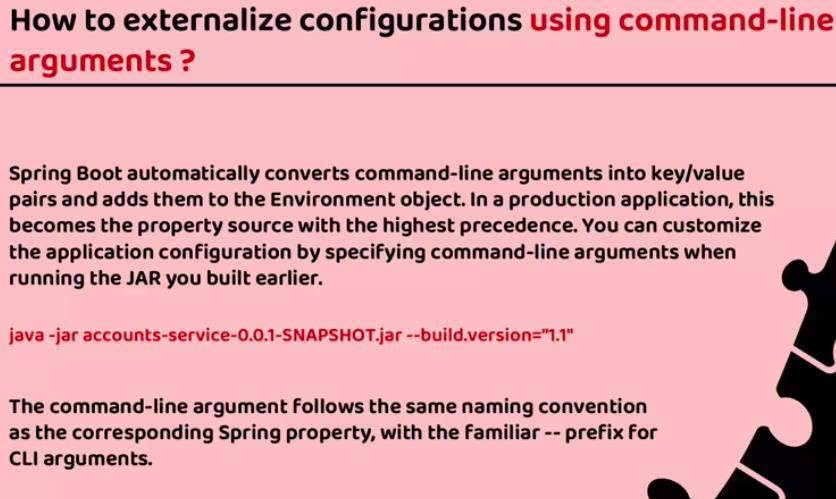 How to externalize configurations using command-line
arguments ?
Spring Boot automatically converts command-line arguments into key/value
pairs and adds them to the Environment object. In a production application, this
becomes the property source with the highest precedence. You can customize
the application configuration by specifying command-line arguments when
running the JAR you built earlier.
java -jar accounts-service-0.0.1-SNAPSHOT.jar --build.version="1.1"
The command-line argument follows the same naming convention
as the corresponding Spring property, with the familiar -- prefix for
CLI arguments.